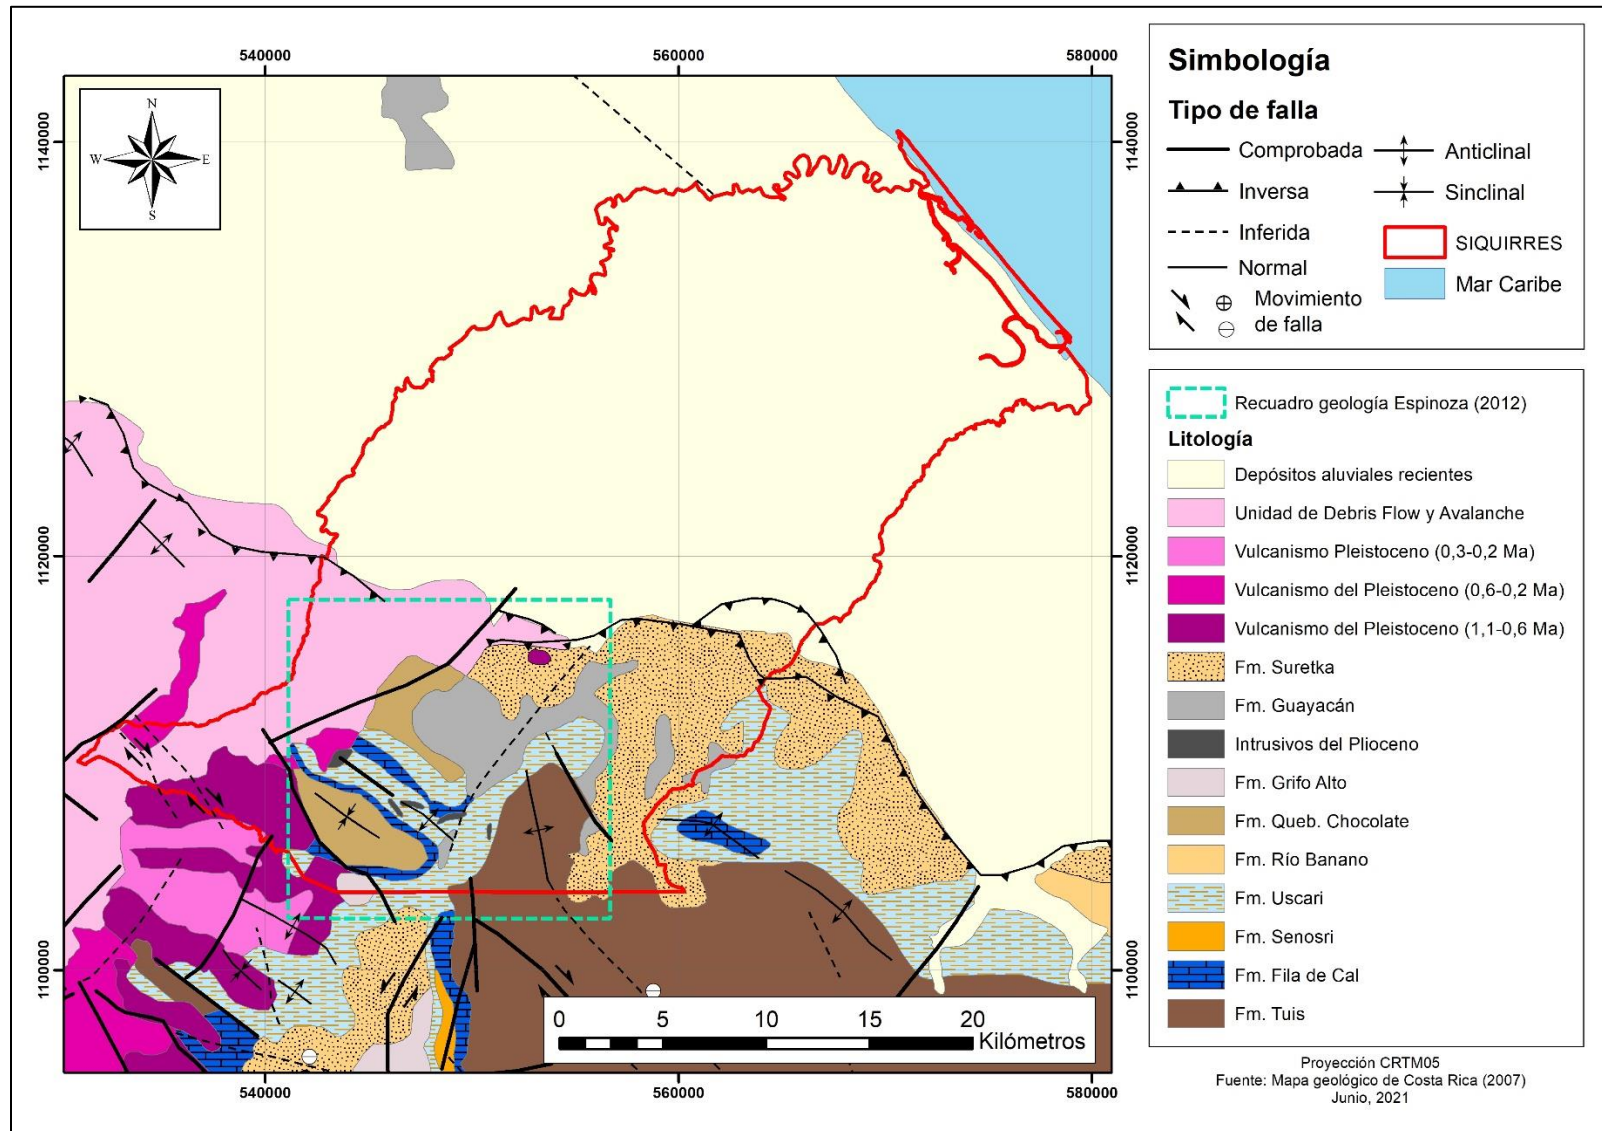 540000
560000
580000
N
W
E
S
1140000
1140000
1120000
1120000
1100000
1100000
0
5
10
15
20
Kilómetros
540000
560000
580000
Simbología
Tipo de falla
Comprobada
Anticlinal
Inversa
Sinclinal
Inferida
SIQUIRRES
Normal
Mar Caribe
Movimiento
de falla
Recuadro geología Espinoza (2012)
Litología
Depósitos aluviales recientes
Unidad de Debris Flow y Avalanche
Vulcanismo Pleistoceno (0,3-0,2 Ma)
Vulcanismo del Pleistoceno (0,6-0,2 Ma)
Vulcanismo del Pleistoceno (1,1-0,6 Ma)
Fm. Suretka
Fm. Guayacán
Intrusivos del Plioceno
Fm. Grifo Alto
Fm. Queb. Chocolate
Fm. Río Banano
Fm. Uscari
Fm. Senosri
Fm. Fila de Cal
Fm. Tuis
Proyección CRTM05
Fuente: Mapa geológico de Costa Rica (2007)
Junio, 2021